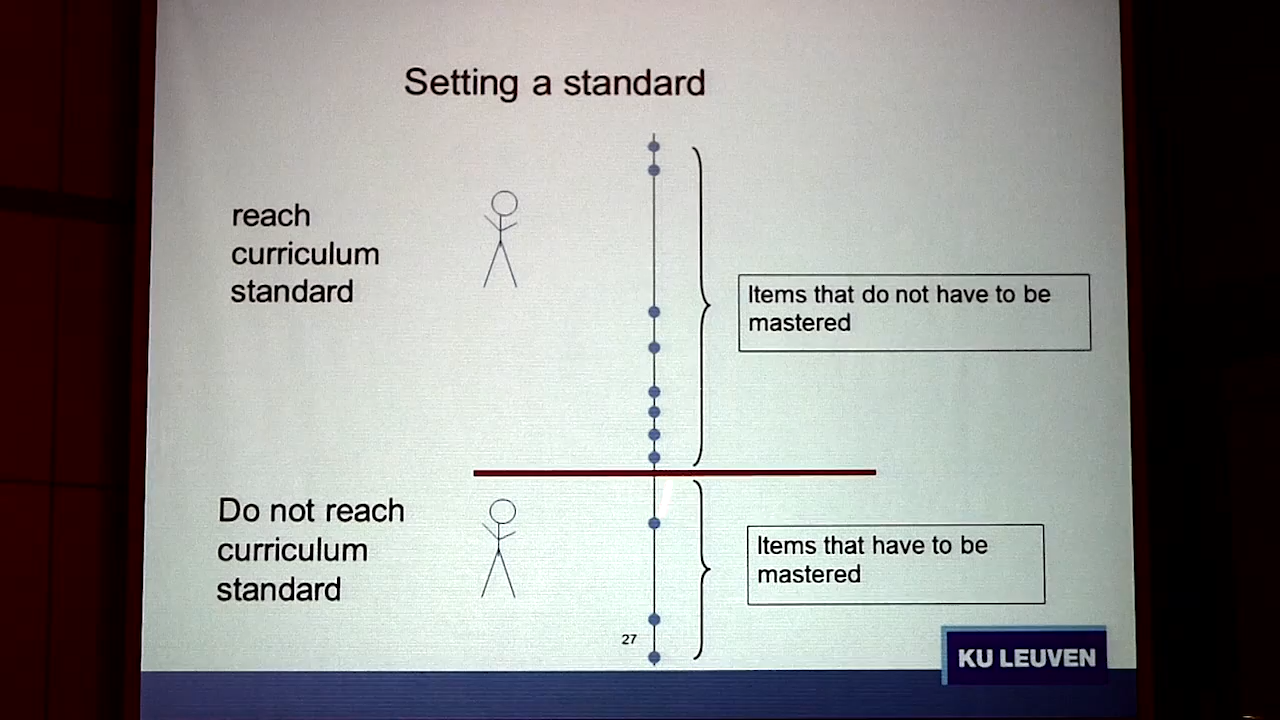 Setting a standard
reach
curriculum
standard
Items that do not have to be
mastered
Do not reach
curriculum
standard
Items that have to be
mastered
27
KU LEUVEN